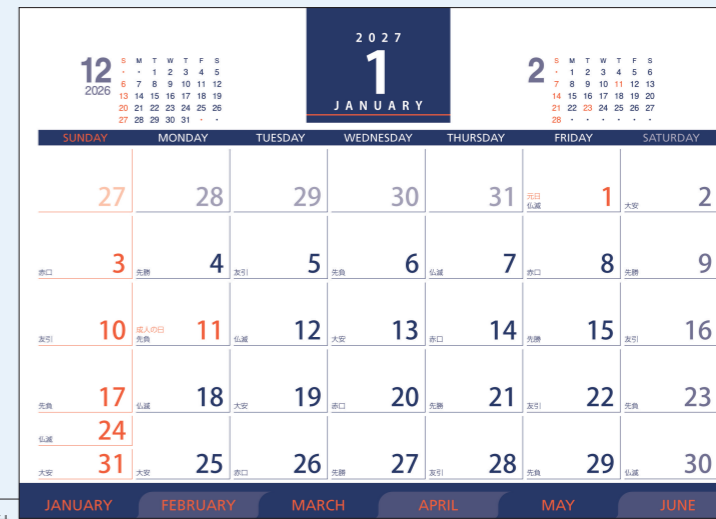 12
2026
S M T W T F S
・ ・ 1 2 3 4 5
6 7 8 9 10 11 12
13 14 15 16 17 18 19
20 21 22 23 24 25 26
27 28 29 30 31 ・ ・
2027
1
JANUARY
2
S M T W T F S
・ 1 2 3 4 5 6
7 8 9 10 11 12 13
14 15 16 17 18 19 20
21 22 23 24 25 26 27
28 ・ ・ ・ ・ ・ ・
SUNDAY MONDAY TUESDAY WEDNESDAY THURSDAY FRIDAY SATURDAY
27 28 29 30 31 元日 仏滅 1 大安 2
赤口 3 先勝 4 友引 5 先負 6 仏滅 7 赤口 8 先勝 9
友引 10 成人の日 先負 11 仏滅 12 大安 13 赤口 14 先勝 15 友引 16
先負 17 仏滅 18 大安 19 赤口 20 先勝 21 友引 22 先負 23
仏滅 24
大安 31 大安 25 赤口 26 先勝 27 友引 28 先負 29 仏滅 30
JANUARY FEBRUARY MARCH APRIL MAY JUNE